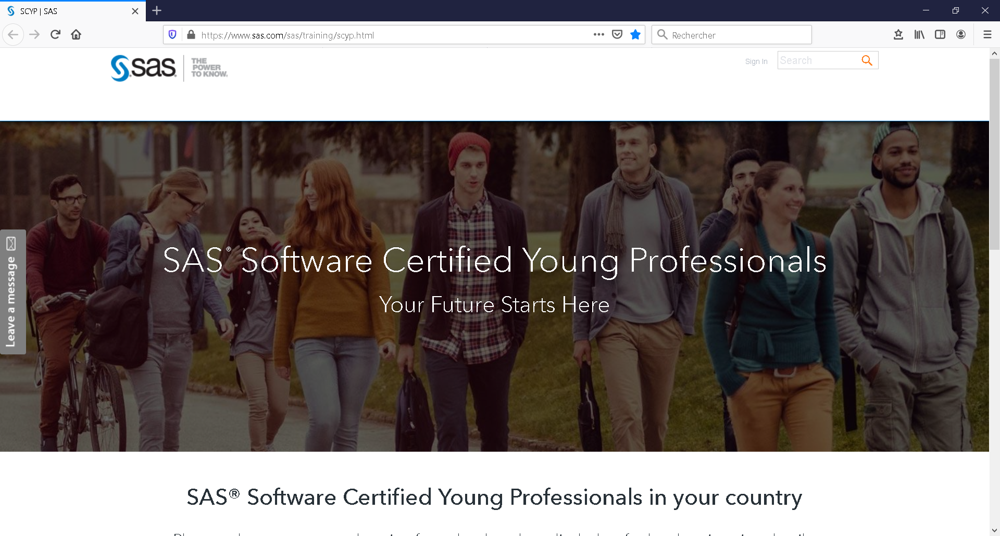 SCYP | SAS
https://www.sas.com/sas/training/scyp.html
Rechercher
sas
THE
POWER
TO KNOW.
Sign In
Search
Leave a message
SAS® Software Certified Young Professionals
Your Future Starts Here
SAS® Software Certified Young Professionals in your country